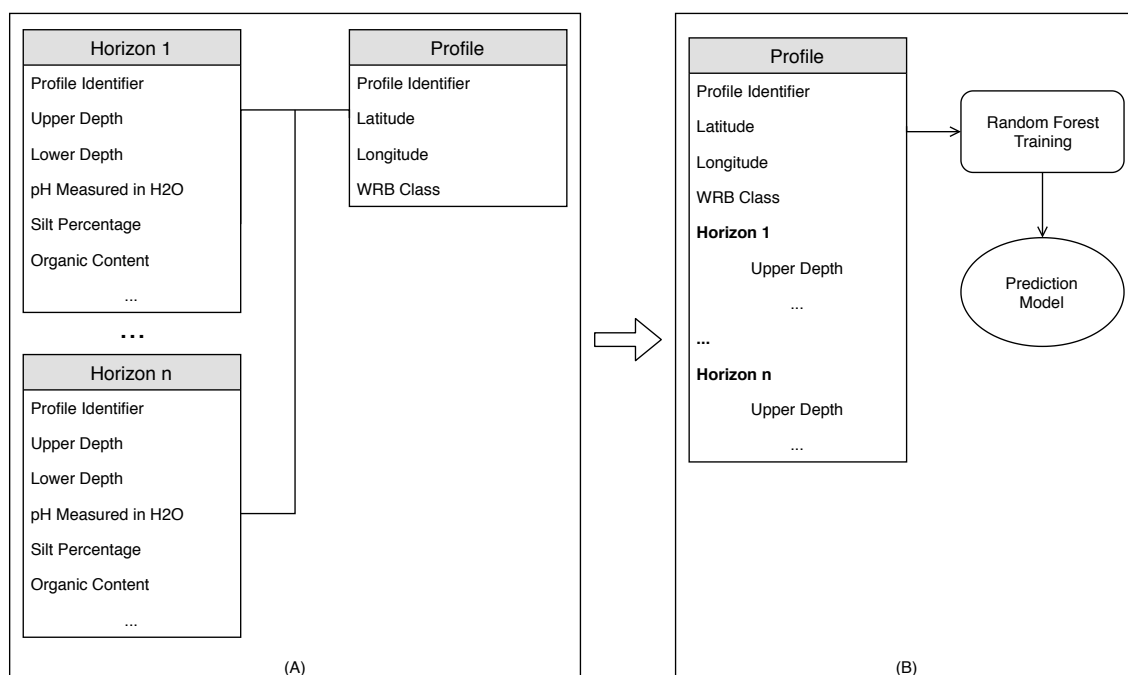 Horizon 1
Profile Identifier
Upper Depth
Lower Depth
pH Measured in H2O
Silt Percentage
Organic Content
...
...
Horizon n
Profile Identifier
Upper Depth
Lower Depth
pH Measured in H2O
Silt Percentage
Organic Content
...
Profile
Profile Identifier
Latitude
Longitude
WRB Class
(A)
Profile
Profile Identifier
Latitude
Longitude
WRB Class
Horizon 1
Upper Depth
...
...
Horizon n
Upper Depth
...
Random Forest
Training
Prediction
Model
(B)